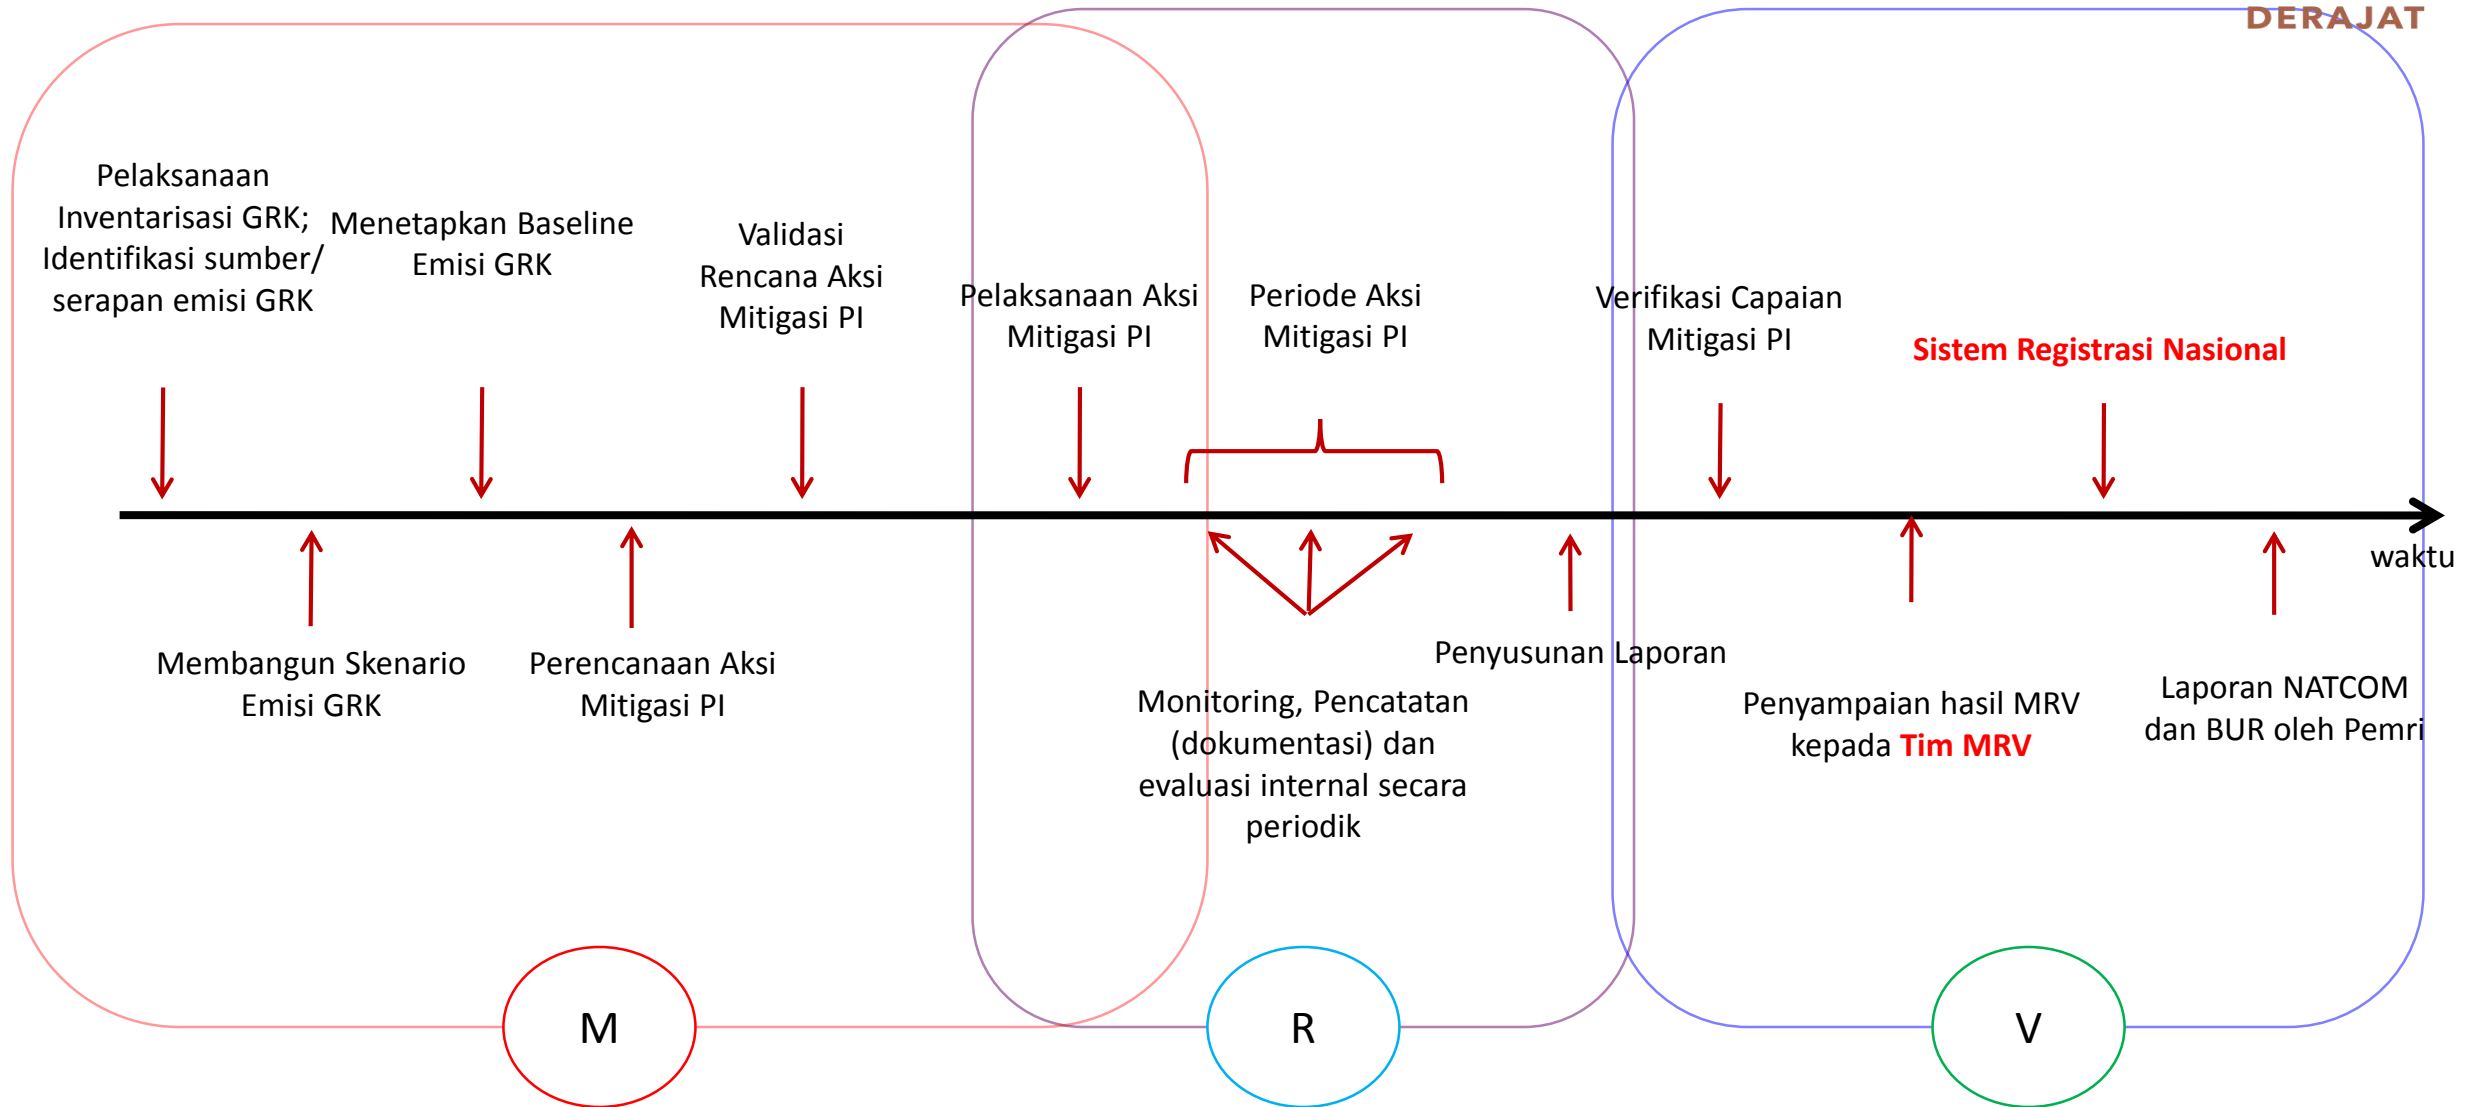 DERAJAT
Pelaksanaan
Inventarisasi GRK;
Identifikasi sumber/
serapan emisi GRK
Menetapkan Baseline
Emisi GRK
Validasi
Rencana Aksi
Mitigasi PI
Pelaksanaan Aksi
Mitigasi PI
Periode Aksi
Mitigasi PI
Verifikasi Capaian
Mitigasi PI
Sistem Registrasi Nasional
waktu
Membangun Skenario
Emisi GRK
Perencanaan Aksi
Mitigasi PI
Monitoring, Pencatatan
(dokumentasi) dan
evaluasi internal secara
periodik
Penyusunan Laporan
Penyampaian hasil MRV
kepada Tim MRV
Laporan NATCOM
dan BUR oleh Pemri
M
R
V